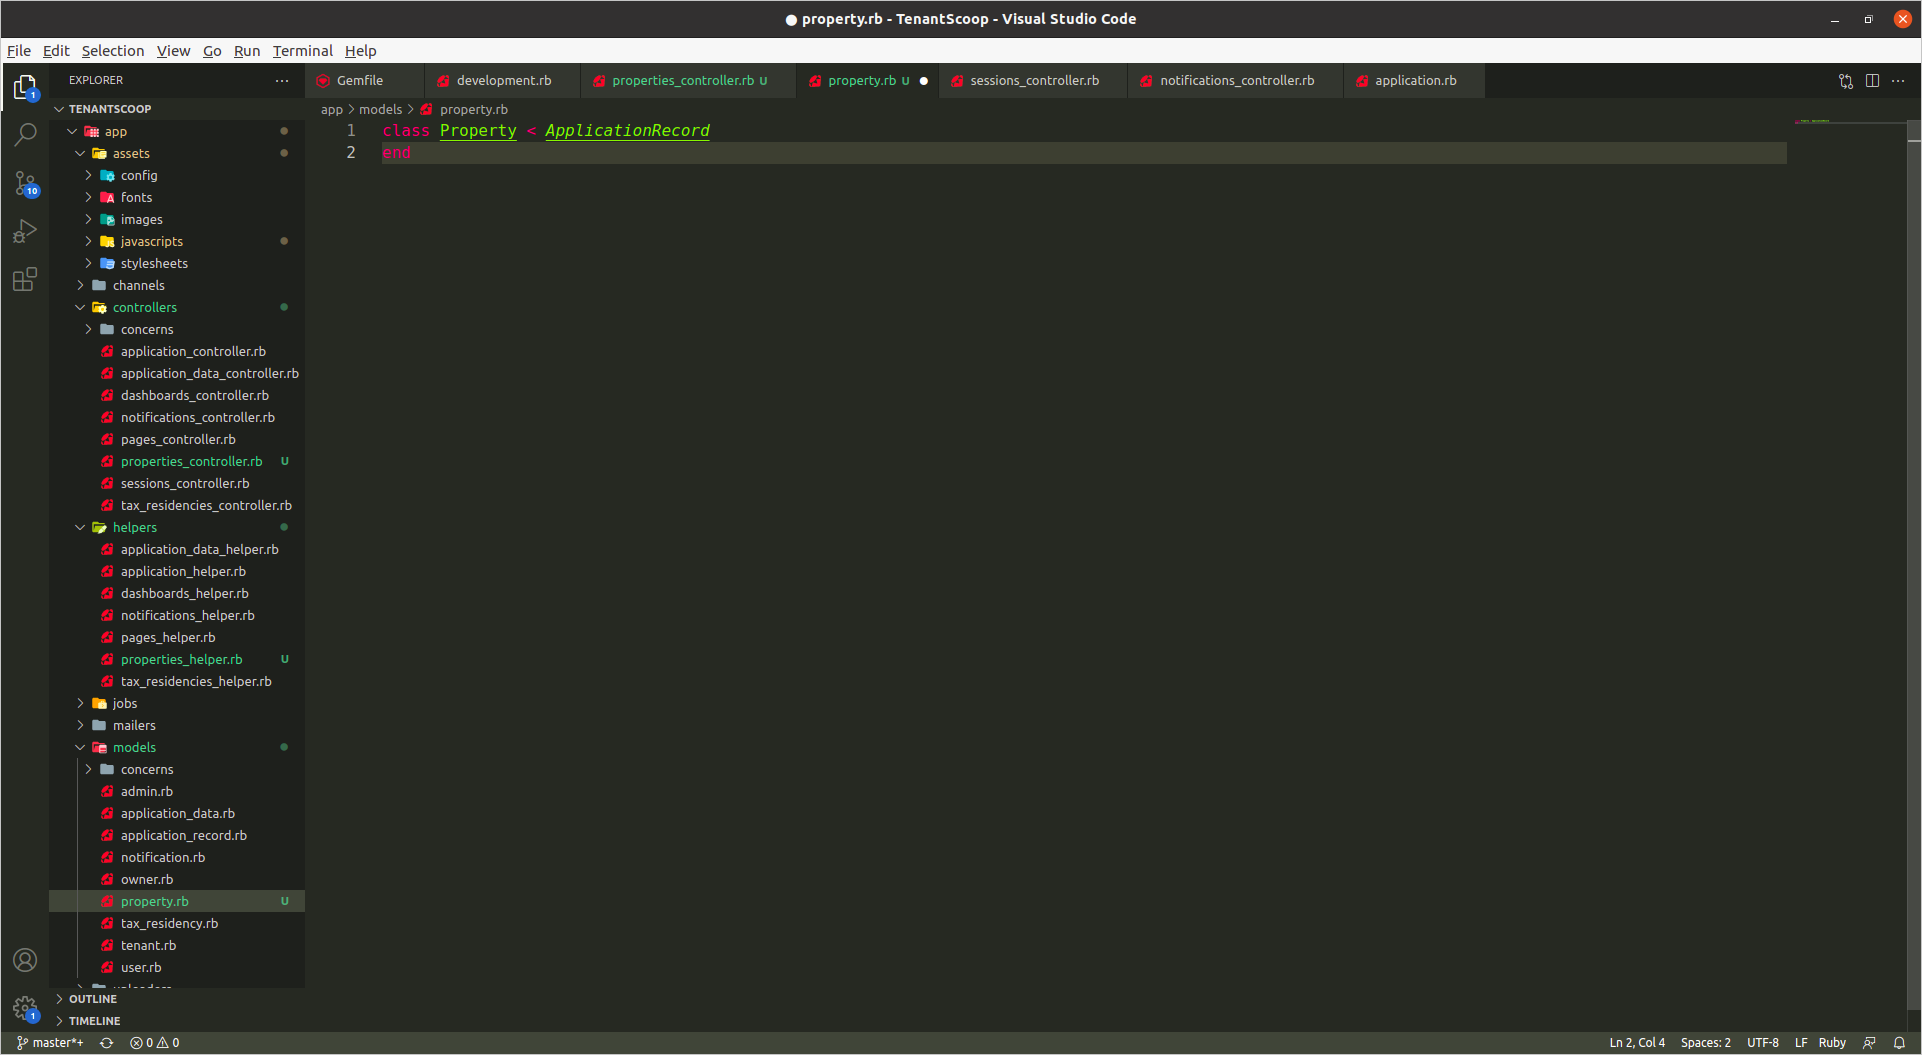 property.rb - TenantScoop - Visual Studio Code
File Edit Selection View Go Run Terminal Help
EXPLORER
Gemfile
development.rb
properties_controller.rb U
property.rb U
sessions_controller.rb
notifications_controller.rb
application.rb
app > models > property.rb
1 class Property < ApplicationRecord
2 end
1
10
TENANTSCOOP
app
assets
config
fonts
images
javascripts
stylesheets
channels
controllers
concerns
application_controller.rb
application_data_controller.rb
dashboards_controller.rb
notifications_controller.rb
pages_controller.rb
properties_controller.rb U
sessions_controller.rb
tax_residencies_controller.rb
helpers
application_data_helper.rb
application_helper.rb
dashboards_helper.rb
notifications_helper.rb
pages_helper.rb
properties_helper.rb U
tax_residencies_helper.rb
jobs
mailers
models
concerns
admin.rb
application_data.rb
application_record.rb
notification.rb
owner.rb
property.rb U
tax_residency.rb
tenant.rb
user.rb
OUTLINE
TIMELINE
1
master*+ 0 0
Ln 2, Col 4 Spaces: 2 UTF-8 LF Ruby